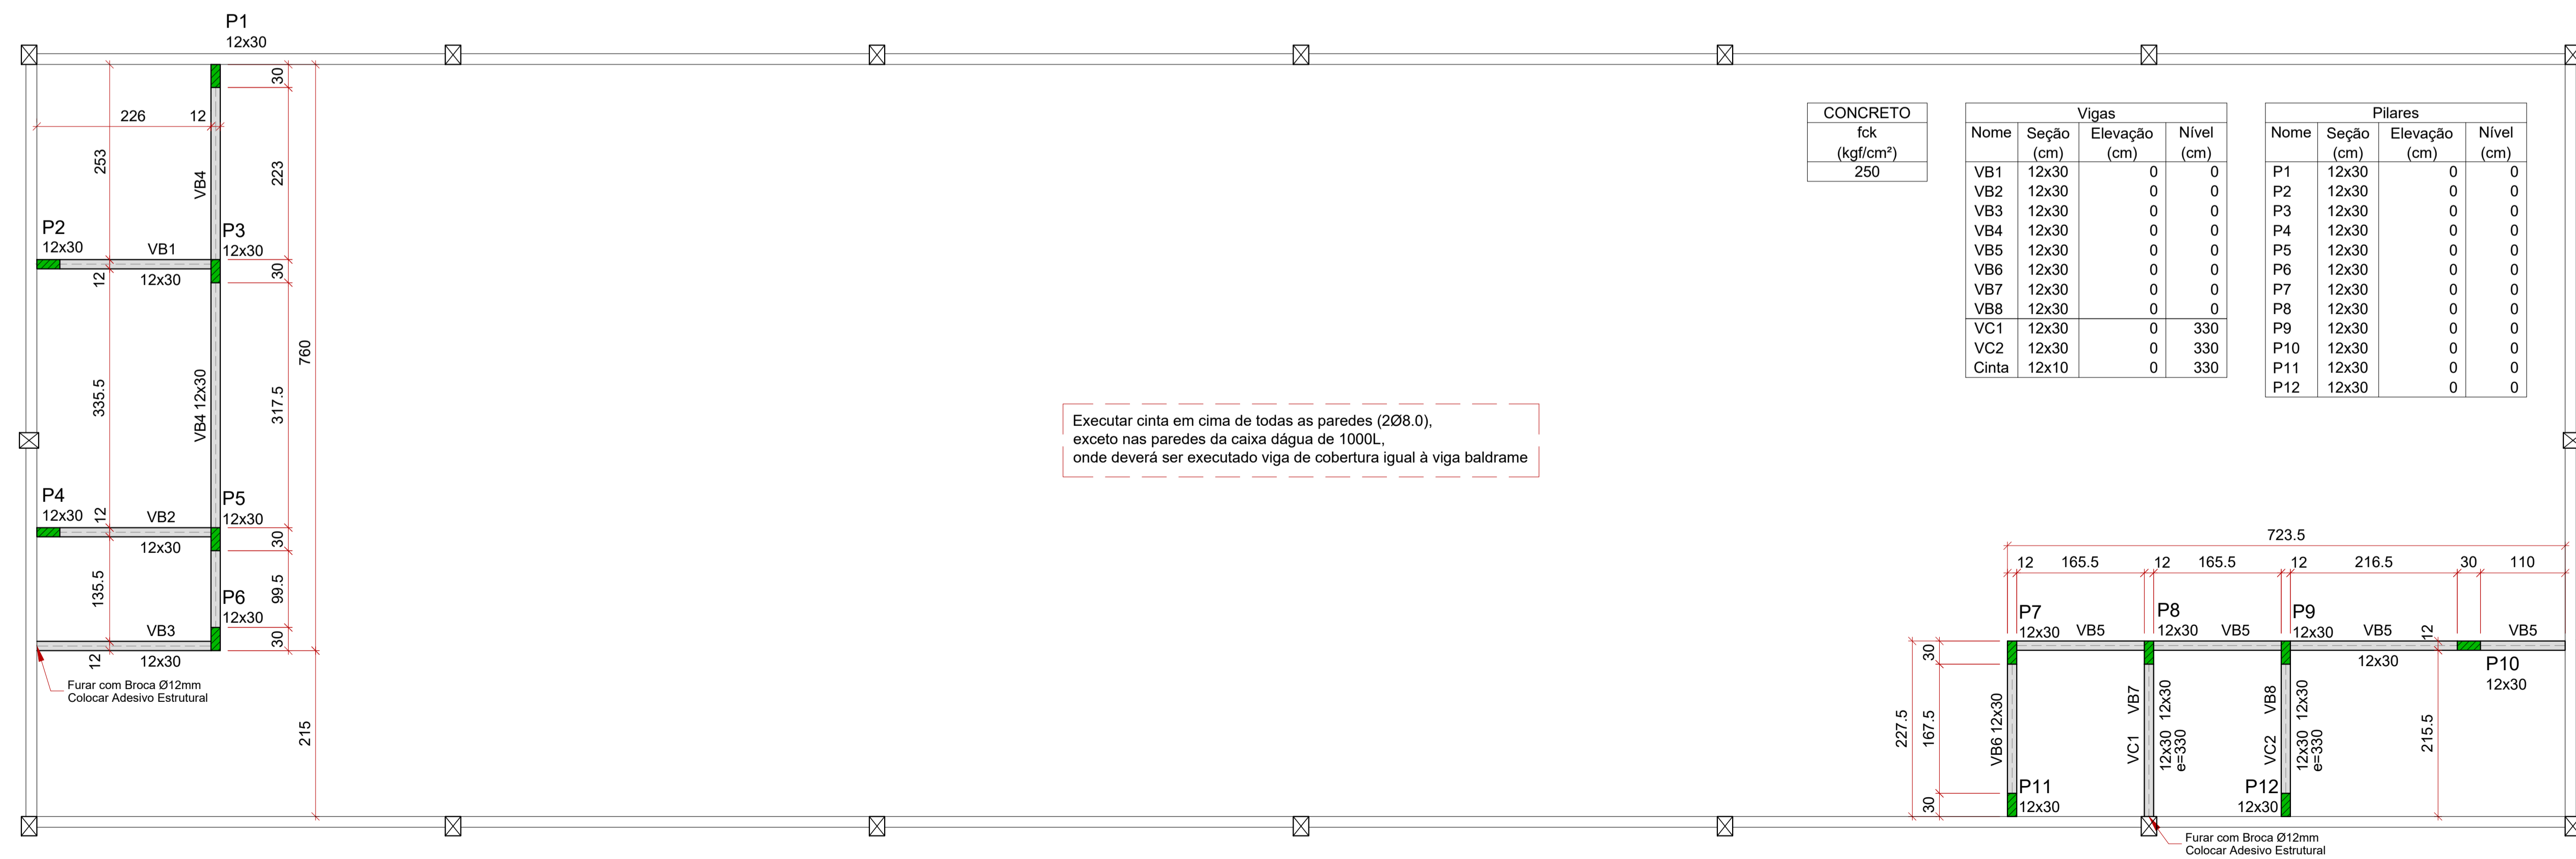 P1
12x30
30
226 12
253
VB4
223
P2
12x30
VB1
P3
12x30
12
12x30
30
335.5
VB4 12x30
317.5
760
P4
12x30
12
VB2
P5
12x30
12x30
30
135.5
99.5
P6
12x30
VB3
12
12x30
30
Furar com Broca Ø12mm
Colocar Adesivo Estrutural
215
Executar cinta em cima de todas as paredes (2Ø8.0),
exceto nas paredes da caixa dágua de 1000L,
onde deverá ser executado viga de cobertura igual à viga baldrame
CONCRETO
fck
(kgf/cm²)
250
Vigas
Nome Seção Elevação Nível
(cm) (cm) (cm)
VB1 12x30 0 0
VB2 12x30 0 0
VB3 12x30 0 0
VB4 12x30 0 0
VB5 12x30 0 0
VB6 12x30 0 0
VB7 12x30 0 0
VB8 12x30 0 0
VC1 12x30 0 330
VC2 12x30 0 330
Cinta 12x10 0 330
Pilares
Nome Seção Elevação Nível
(cm) (cm) (cm)
P1 12x30 0 0
P2 12x30 0 0
P3 12x30 0 0
P4 12x30 0 0
P5 12x30 0 0
P6 12x30 0 0
P7 12x30 0 0
P8 12x30 0 0
P9 12x30 0 0
P10 12x30 0 0
P11 12x30 0 0
P12 12x30 0 0
723.5
12 165.5 12 165.5 12 216.5 30 110
P7
12x30
VB5
P8
12x30
VB5
P9
12x30
VB5
12
VB5
12x30
P10
12x30
30
227.5
167.5
30
VB6 12x30
VC1 VB7
12x30 12x30
e=330
VC2 VB8
12x30 12x30
e=330
215.5
P11
12x30
P12
12x30
Furar com Broca Ø12mm
Colocar Adesivo Estrutural